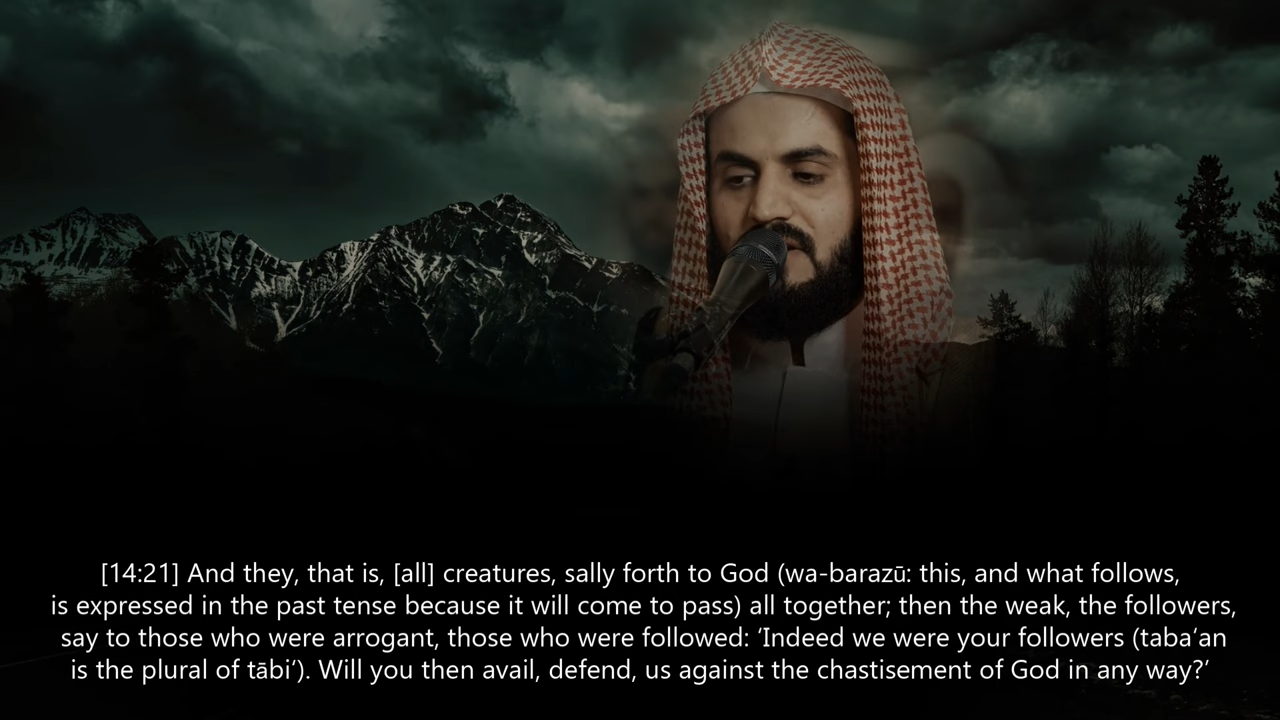 [14:21] And they, that is, [all] creatures, sally forth to God (wa-barazū: this, and what follows,
is expressed in the past tense because it will come to pass) all together; then the weak, the followers,
say to those who were arrogant, those who were followed: ‘Indeed we were your followers (taba‘an
is the plural of tābi‘). Will you then avail, defend, us against the chastisement of God in any way?’